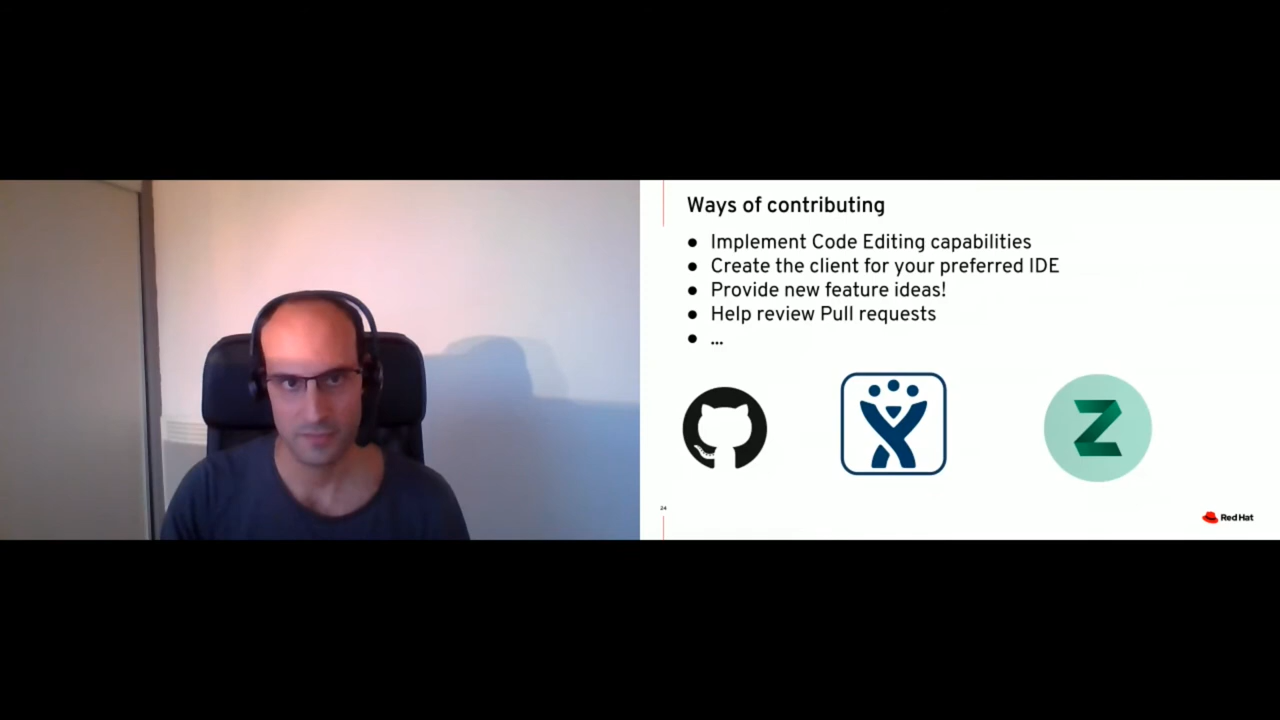 Ways of contributing
● Implement Code Editing capabilities
● Create the client for your preferred IDE
● Provide new feature ideas!
● Help review Pull requests
● ...
24
Red Hat